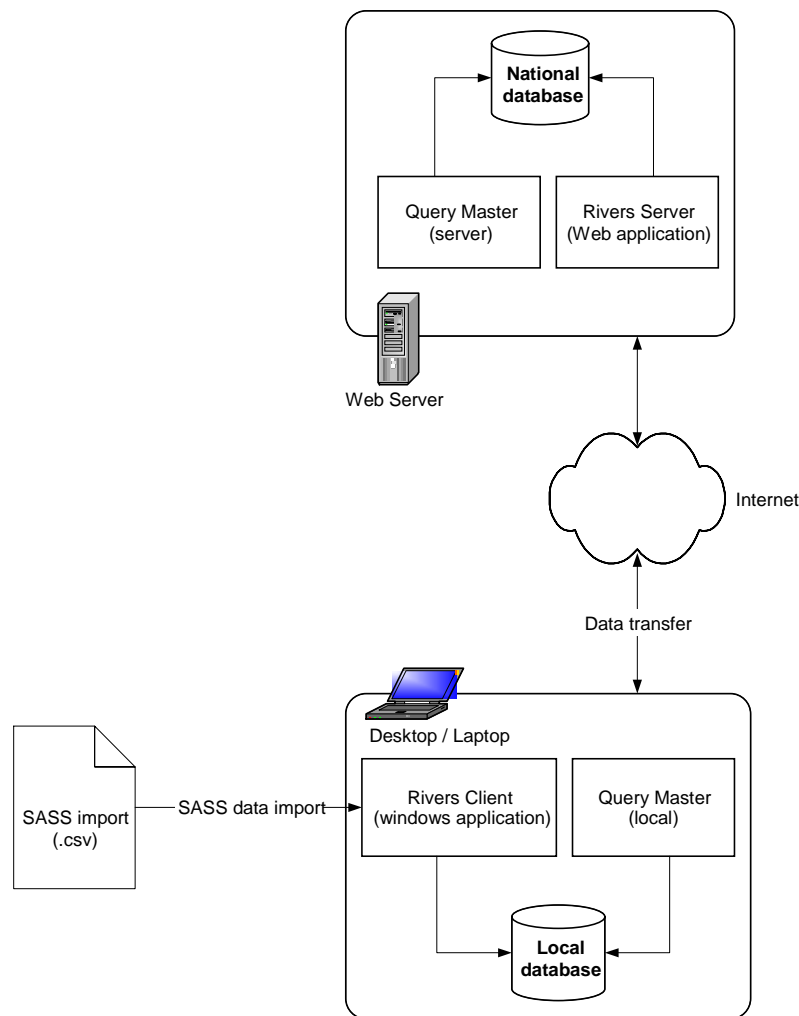 National
database
Query Master
(server)
Rivers Server
(Web application)
Web Server
Internet
Data transfer
Desktop / Laptop
SASS import
(.csv)
SASS data import
Rivers Client
(windows application)
Query Master
(local)
Local
database